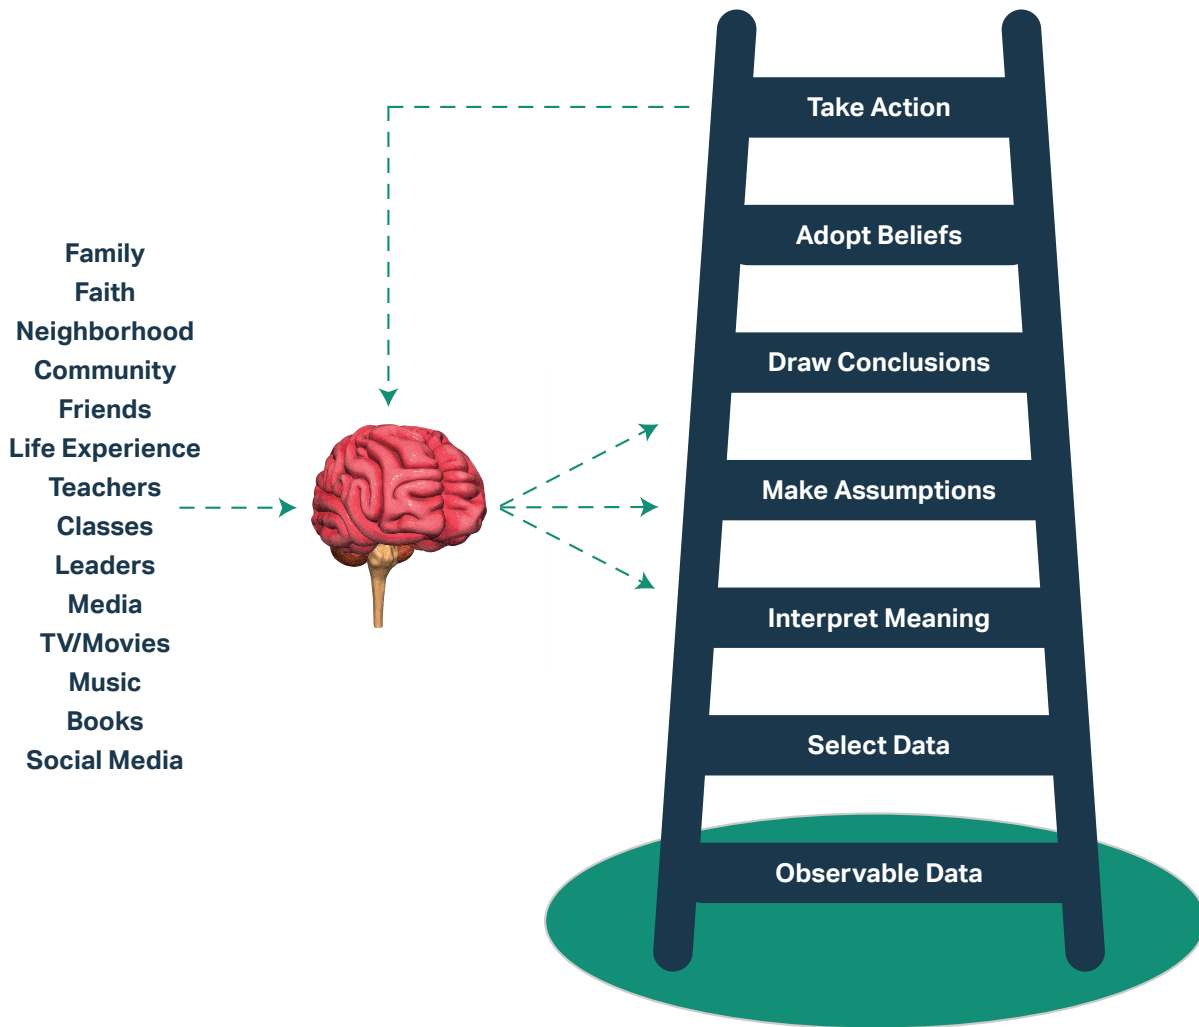 Family
Faith
Neighborhood
Community
Friends
Life Experience
Teachers
Classes
Leaders
Media
TV/Movies
Music
Books
Social Media
Take Action
Adopt Beliefs
Draw Conclusions
Make Assumptions
Interpret Meaning
Select Data
Observable Data